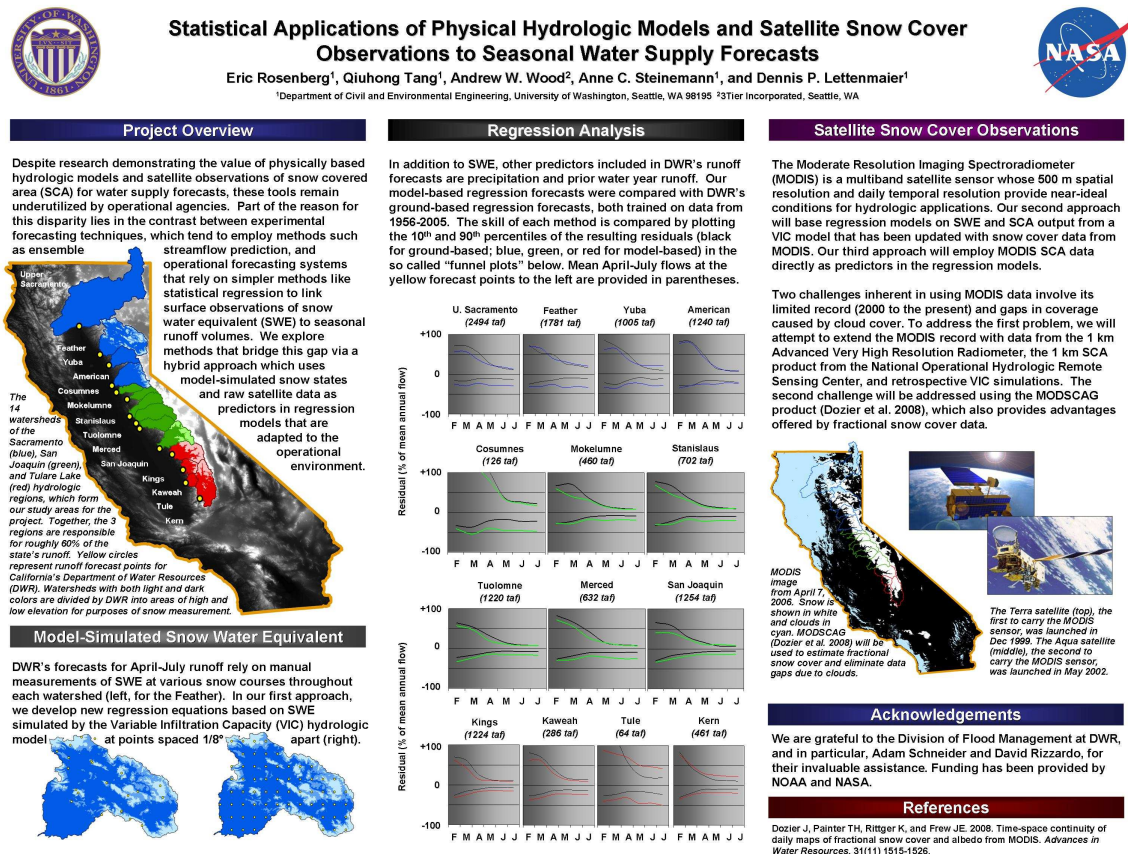 UNIVERSITY OF WASHINGTON
LVX SIT
1861
Statistical Applications of Physical Hydrologic Models and Satellite Snow Cover
Observations to Seasonal Water Supply Forecasts
Eric Rosenberg1, Qiuhong Tang1, Andrew W. Wood2, Anne C. Steinemann1, and Dennis P. Lettenmaier1
1Department of Civil and Environmental Engineering, University of Washington, Seattle, WA 98195 23Tier Incorporated, Seattle, WA
NASA
Project Overview
Despite research demonstrating the value of physically based
hydrologic models and satellite observations of snow covered
area (SCA) for water supply forecasts, these tools remain
underutilized by operational agencies. Part of the reason for
this disparity lies in the contrast between experimental
forecasting techniques, which tend to employ methods such
as ensemble streamflow prediction, and
operational forecasting systems
that rely on simpler methods like
statistical regression to link
surface observations of snow
water equivalent (SWE) to seasonal
runoff volumes. We explore
methods that bridge this gap via a
hybrid approach which uses
model-simulated snow states
and raw satellite data as
predictors in regression
models that are
adapted to the
operational
environment.
Upper
Sacramento
Feather
Yuba
American
Cosumnes
Mokelumne
Stanislaus
Tuolomne
Merced
San Joaquin
Kings
Kaweah
Tule
Kern
The
14
watersheds
of the
Sacramento
(blue), San
Joaquin (green),
and Tulare Lake
(red) hydrologic
regions, which form
our study areas for the
project. Together, the 3
regions are responsible
for roughly 60% of the
state's runoff. Yellow circles
represent runoff forecast points for
California's Department of Water Resources
(DWR). Watersheds with both light and dark
colors are divided by DWR into areas of high and
low elevation for purposes of snow measurement.
Model-Simulated Snow Water Equivalent
DWR's forecasts for April-July runoff rely on manual
measurements of SWE at various snow courses throughout
each watershed (left, for the Feather). In our first approach,
we develop new regression equations based on SWE
simulated by the Variable Infiltration Capacity (VIC) hydrologic
model at points spaced 1/8° apart (right).
Regression Analysis
In addition to SWE, other predictors included in DWR's runoff
forecasts are precipitation and prior water year runoff. Our
model-based regression forecasts were compared with DWR's
ground-based regression forecasts, both trained on data from
1956-2005. The skill of each method is compared by plotting
the 10th and 90th percentiles of the resulting residuals (black
for ground-based; blue, green, or red for model-based) in the
so called "funnel plots" below. Mean April-July flows at the
yellow forecast points to the left are provided in parentheses.
U. Sacramento Feather Yuba American
(2494 taf) (1781 taf) (1005 taf) (1240 taf)
+100
0
-100
F M A M J J F M A M J J F M A M J J F M A M J J
Residual (% of mean annual flow)
Cosumnes Mokelumne Stanislaus
(126 taf) (460 taf) (702 taf)
+100
0
-100
F M A M J J F M A M J J F M A M J J
Tuolomne Merced San Joaquin
(1220 taf) (632 taf) (1254 taf)
+100
0
-100
F M A M J J F M A M J J F M A M J J
Residual (% of mean annual flow)
Kings Kaweah Tule Kern
(1224 taf) (286 taf) (64 taf) (461 taf)
+100
0
-100
F M A M J J F M A M J J F M A M J J F M A M J J
Satellite Snow Cover Observations
The Moderate Resolution Imaging Spectroradiometer
(MODIS) is a multiband satellite sensor whose 500 m spatial
resolution and daily temporal resolution provide near-ideal
conditions for hydrologic applications. Our second approach
will base regression models on SWE and SCA output from a
VIC model that has been updated with snow cover data from
MODIS. Our third approach will employ MODIS SCA data
directly as predictors in the regression models.
Two challenges inherent in using MODIS data involve its
limited record (2000 to the present) and gaps in coverage
caused by cloud cover. To address the first problem, we will
attempt to extend the MODIS record with data from the 1 km
Advanced Very High Resolution Radiometer, the 1 km SCA
product from the National Operational Hydrologic Remote
Sensing Center, and retrospective VIC simulations. The
second challenge will be addressed using the MODSCAG
product (Dozier et al. 2008), which also provides advantages
offered by fractional snow cover data.
MODIS
image
from April 7,
2006. Snow is
shown in white
and clouds in
cyan. MODSCAG
(Dozier et al. 2008) will be
used to estimate fractional
snow cover and eliminate data
gaps due to clouds.
The Terra satellite (top), the
first to carry the MODIS
sensor, was launched in
Dec 1999. The Aqua satellite
(middle), the second to
carry the MODIS sensor,
was launched in May 2002.
Acknowledgements
We are grateful to the Division of Flood Management at DWR,
and in particular, Adam Schneider and David Rizzardo, for
their invaluable assistance. Funding has been provided by
NOAA and NASA.
References
Dozier J, Painter TH, Rittger K, and Frew JE. 2008. Time-space continuity of
daily maps of fractional snow cover and albedo from MODIS. Advances in
Water Resources, 31(11) 1515-1526.